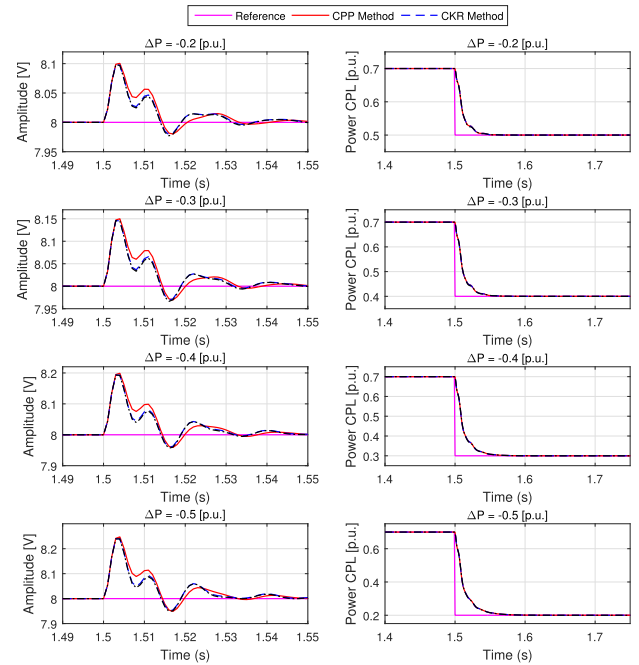 Reference CPP Method CKR Method
ΔP = -0.2 [p.u.]
Amplitude [V]
8.1
8.05
8
7.95
1.49 1.5 1.51 1.52 1.53 1.54 1.55
Time (s)
ΔP = -0.2 [p.u.]
Power CPL [p.u.]
0.7
0.6
0.5
0.4
1.4 1.5 1.6 1.7
Time (s)
ΔP = -0.3 [p.u.]
Amplitude [V]
8.15
8.1
8.05
8
7.95
1.49 1.5 1.51 1.52 1.53 1.54 1.55
Time (s)
ΔP = -0.3 [p.u.]
Power CPL [p.u.]
0.7
0.6
0.5
0.4
1.4 1.5 1.6 1.7
Time (s)
ΔP = -0.4 [p.u.]
Amplitude [V]
8.2
8.1
8
7.9
1.49 1.5 1.51 1.52 1.53 1.54 1.55
Time (s)
ΔP = -0.4 [p.u.]
Power CPL [p.u.]
0.7
0.6
0.5
0.4
0.3
1.4 1.5 1.6 1.7
Time (s)
ΔP = -0.5 [p.u.]
Amplitude [V]
8.2
8.1
8
7.9
1.49 1.5 1.51 1.52 1.53 1.54 1.55
Time (s)
ΔP = -0.5 [p.u.]
Power CPL [p.u.]
0.6
0.4
0.2
1.4 1.5 1.6 1.7
Time (s)